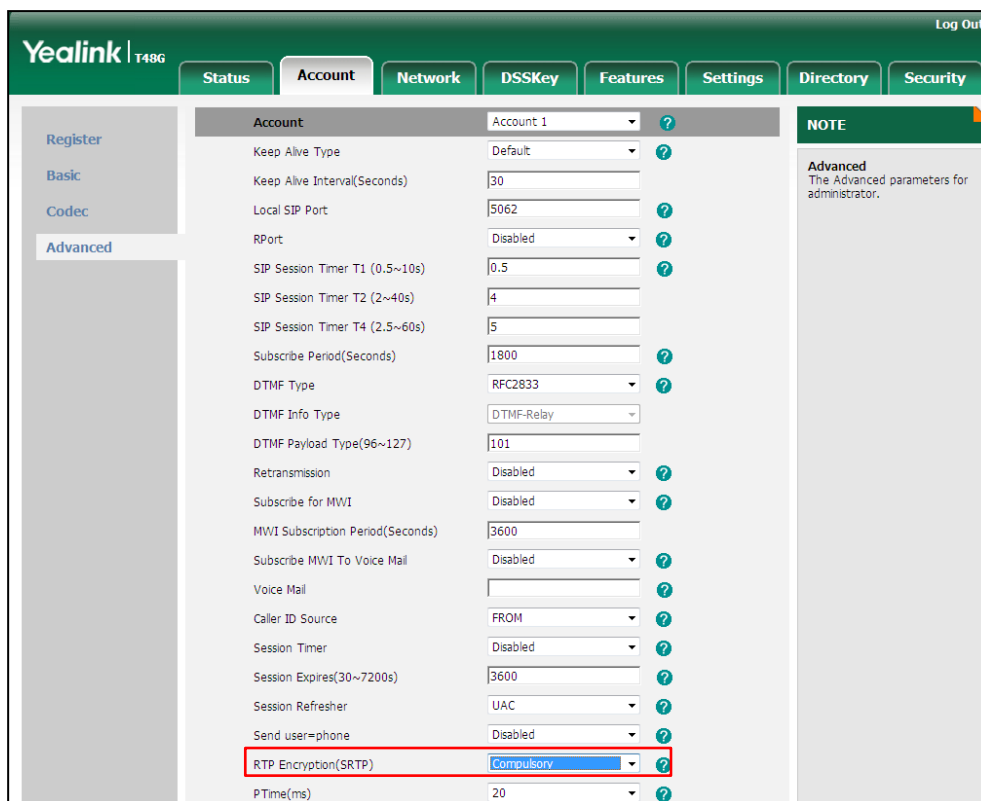 Log Out
Yealink T48G
Status Account Network DSSKey Features Settings Directory Security
Register
Basic
Codec
Advanced
Account Account 1 ?
Keep Alive Type Default ?
Keep Alive Interval(Seconds) 30
Local SIP Port 5062 ?
RPort Disabled ?
SIP Session Timer T1 (0.5~10s) 0.5 ?
SIP Session Timer T2 (2~40s) 4
SIP Session Timer T4 (2.5~60s) 5
Subscribe Period(Seconds) 1800 ?
DTMF Type RFC2833 ?
DTMF Info Type DTMF-Relay
DTMF Payload Type(96~127) 101
Retransmission Disabled ?
Subscribe for MWI Disabled ?
MWI Subscription Period(Seconds) 3600
Subscribe MWI To Voice Mail Disabled ?
Voice Mail ?
Caller ID Source FROM ?
Session Timer Disabled ?
Session Expires(30~7200s) 3600 ?
Session Refresher UAC ?
Send user=phone Disabled ?
RTP Encryption(SRTP) Compulsory ?
PTime(ms) 20 ?
NOTE
Advanced
The Advanced parameters for
administrator.